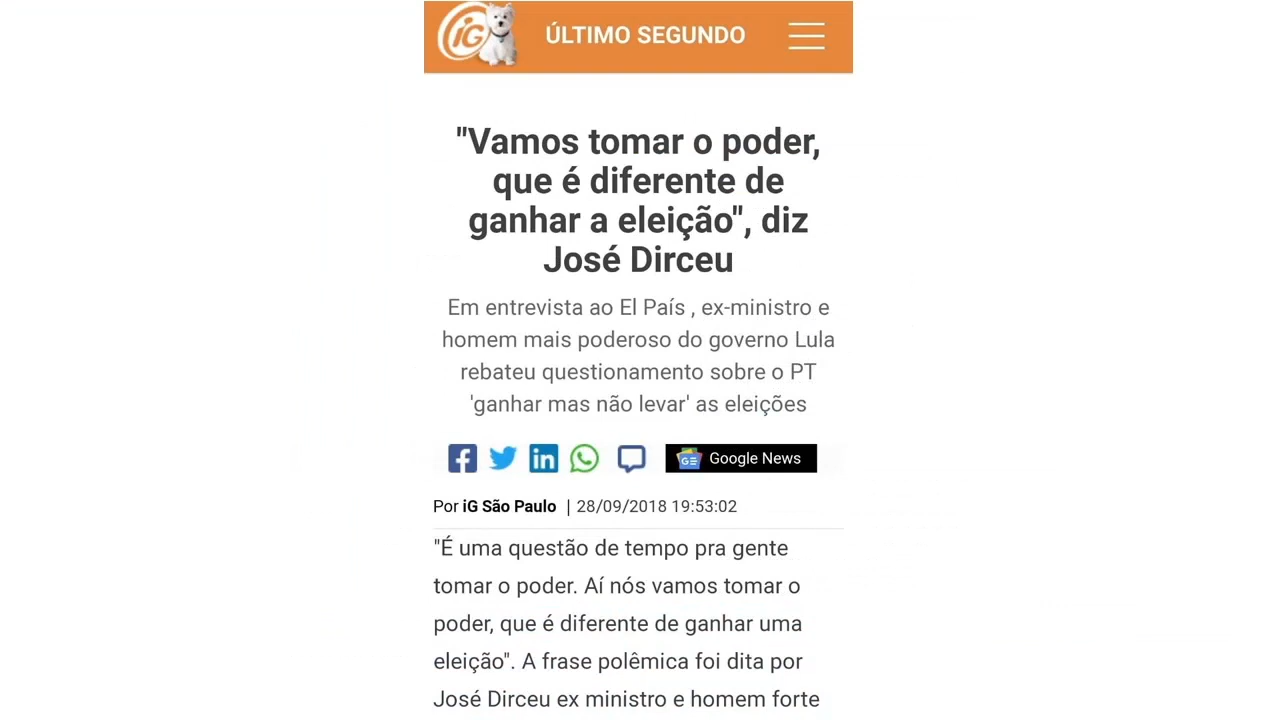 iG
ÚLTIMO SEGUNDO
"Vamos tomar o poder,
que é diferente de
ganhar a eleição", diz
José Dirceu
Em entrevista ao El País , ex-ministro e
homem mais poderoso do governo Lula
rebateu questionamento sobre o PT
'ganhar mas não levar' as eleições
Google News
Por iG São Paulo | 28/09/2018 19:53:02
"É uma questão de tempo pra gente
tomar o poder. Aí nós vamos tomar o
poder, que é diferente de ganhar uma
eleição". A frase polêmica foi dita por
José Dirceu ex ministro e homem forte